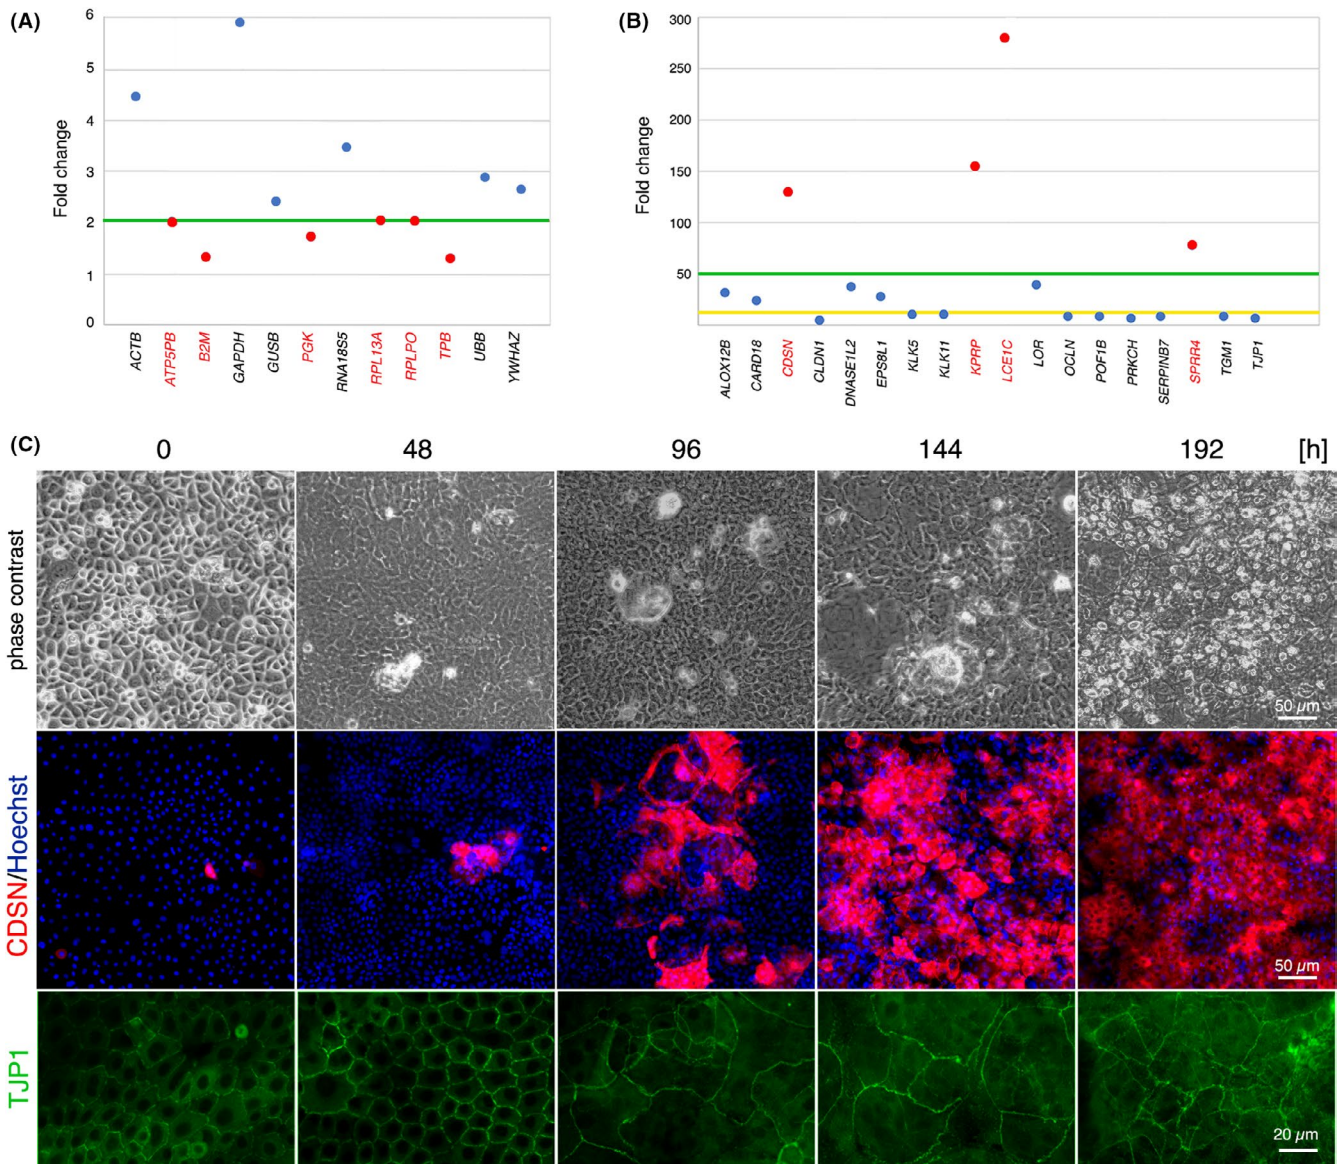 (A)
Fold change
6
5
4
3
2
1
0
ACTB
ATP5PB
B2M
GAPDH
GUSB
PGK
RNA18S5
RPL13A
RPLPO
TPB
UBB
YWHAZ
(B)
Fold change
300
250
200
150
100
50
ALOX12B
CARD18
CDSN
CLDN1
DNASE1L2
EPS8L1
KLK5
KLK11
KPRP
LCE1C
LOR
OCLN
POF1B
PRKCH
SERPINB7
SPRR4
TGM1
TJP1
(C)
0 48 96 144 192 [h]
phase contrast
50 µm
CDSN/Hoechst
50 µm
TJP1
20 µm